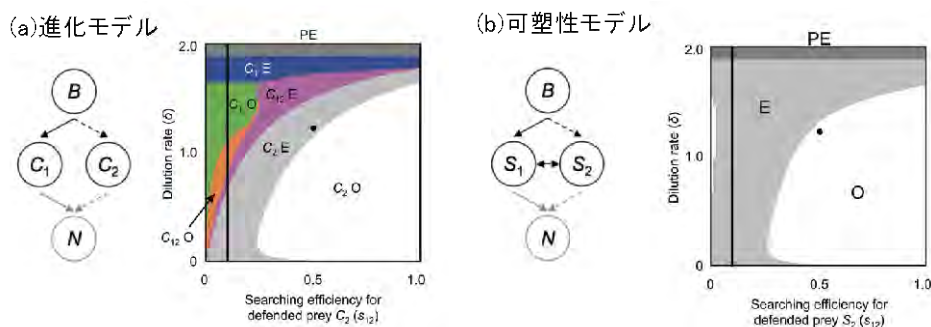 (a)進化モデル
B
C₁
C₂
N
PE
2.0
1.0
0
Dilution rate (δ)
C₁ E
C₁ O
C₁₂ E
C₂ E
C₂ O
C₁₂ O
0
0.5
1.0
Searching efficiency for
defended prey C₂ (s₁₂)
(b)可塑性モデル
B
S₁
S₂
N
PE
2.0
1.0
0
Dilution rate (δ)
E
O
0
0.5
1.0
Searching efficiency for
defended prey S₂ (s₁₂)